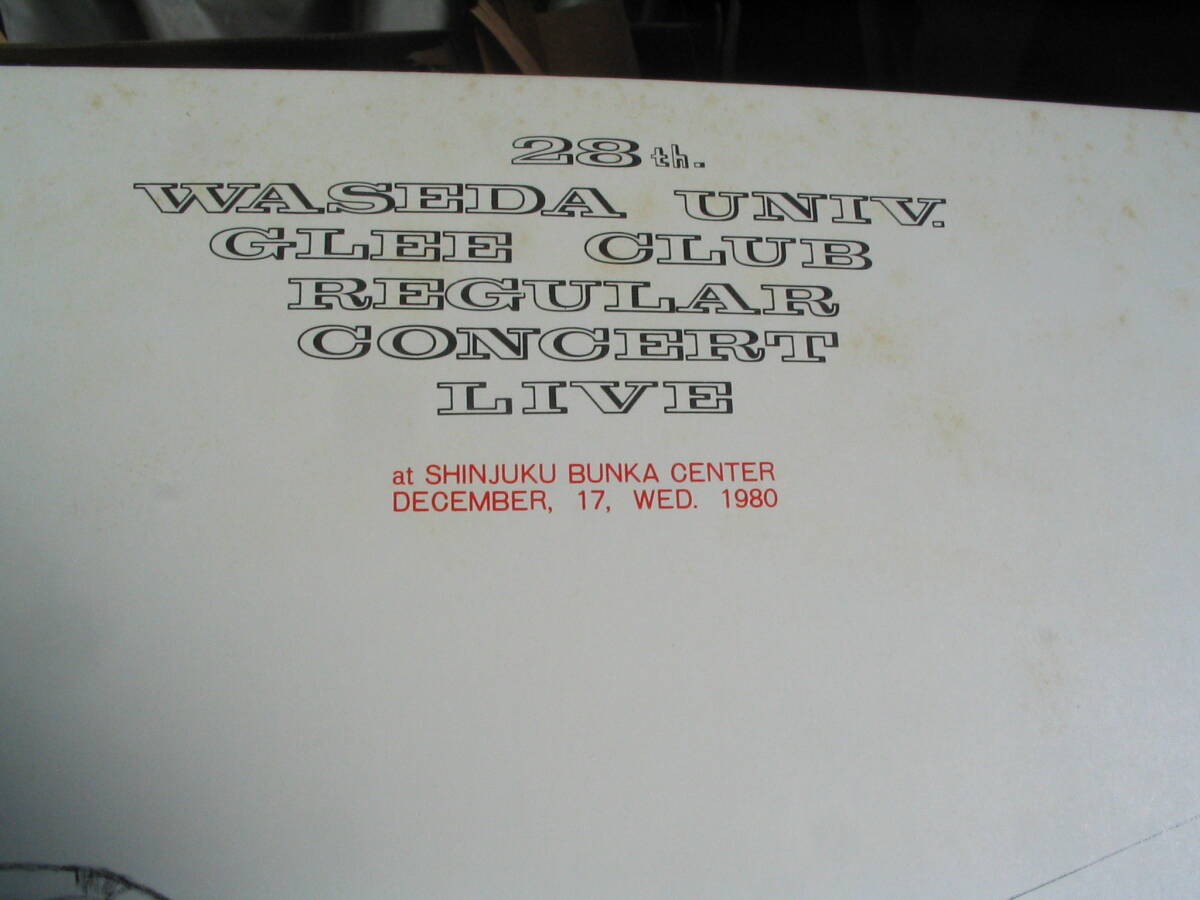 28th.
WASEDA UNIV.
GLEE CLUB
REGULAR
CONCERT
LIVE
at SHINJUKU BUNKA CENTER
DECEMBER, 17, WED. 1980